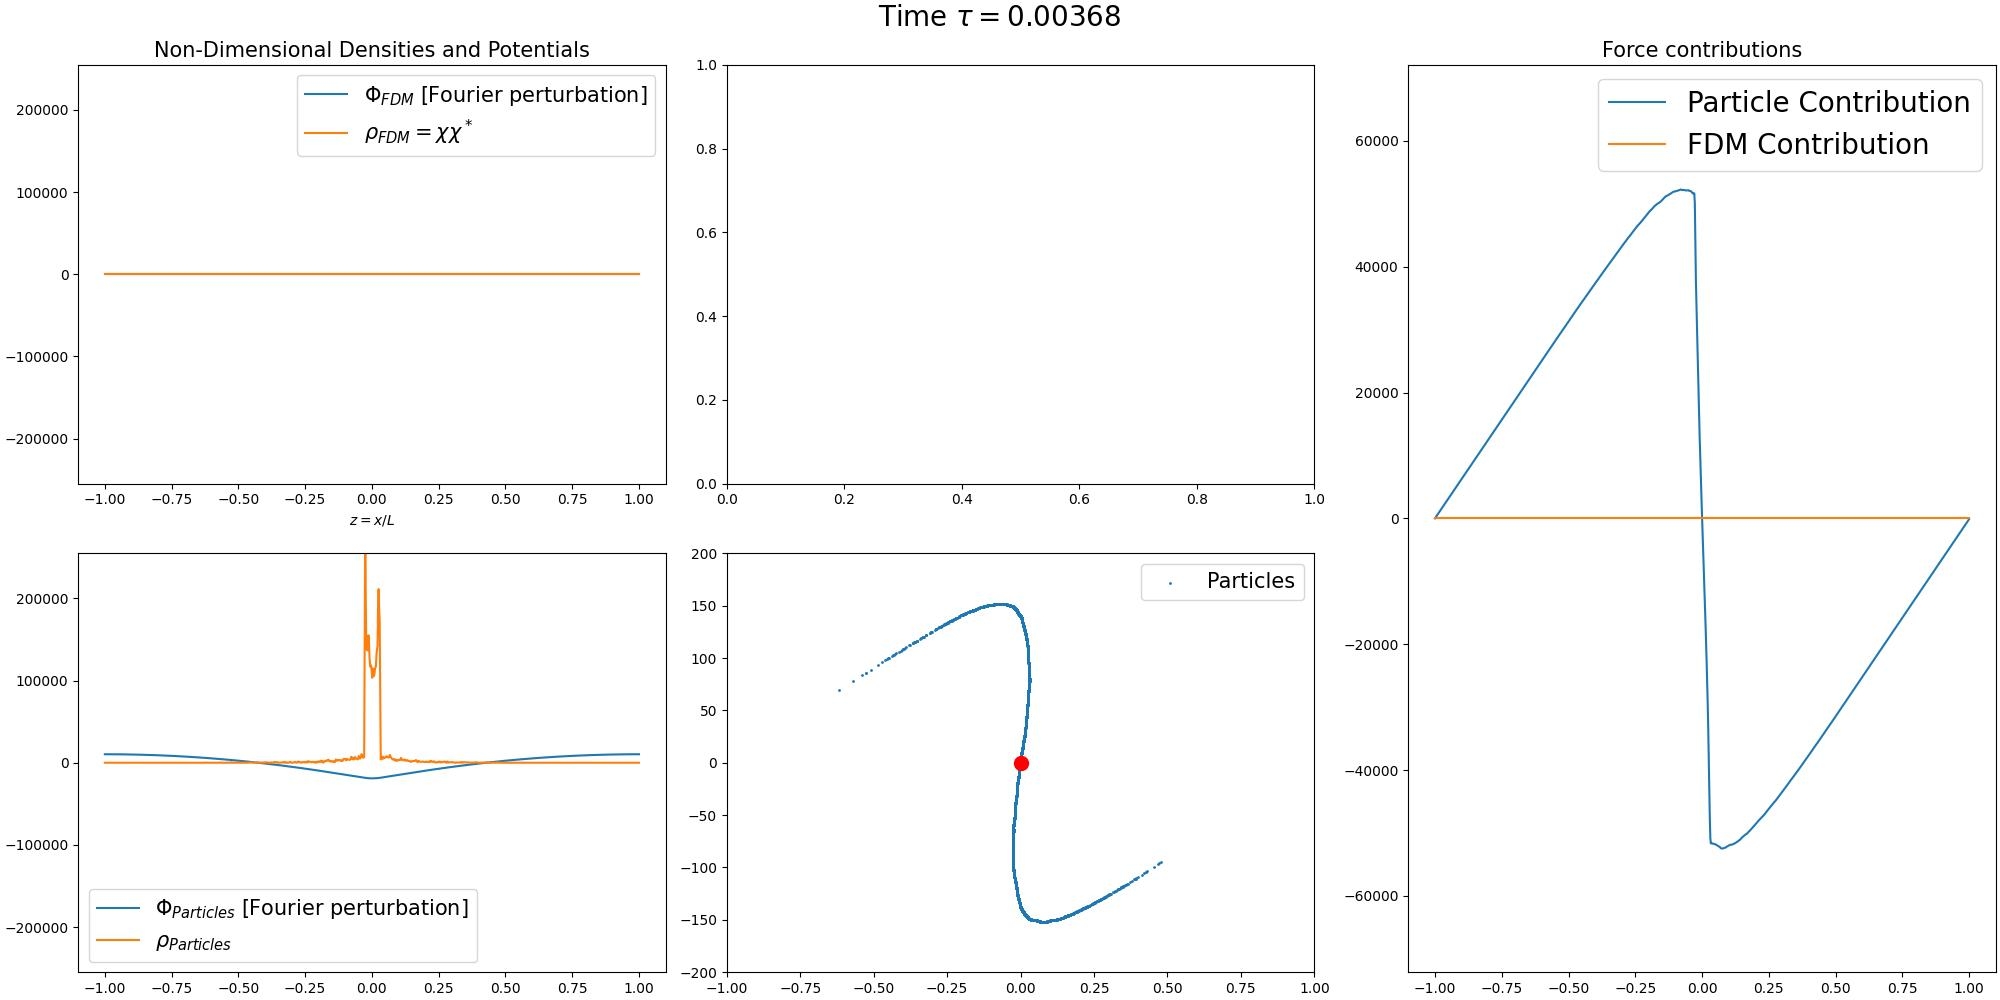 Time τ = 0.00368
Non-Dimensional Densities and Potentials
Φ_FDM [Fourier perturbation]
ρ_FDM = χχ*
200000
100000
0
−100000
−200000
−1.00 −0.75 −0.50 −0.25 0.00 0.25 0.50 0.75 1.00
z = x/L
1.0
0.8
0.6
0.4
0.2
0.0
0.0 0.2 0.4 0.6 0.8 1.0
Force contributions
Particle Contribution
FDM Contribution
60000
40000
20000
0
−20000
−40000
−60000
−1.00 −0.75 −0.50 −0.25 0.00 0.25 0.50 0.75 1.00
200000
100000
0
−100000
−200000
Φ_Particles [Fourier perturbation]
ρ_Particles
−1.00 −0.75 −0.50 −0.25 0.00 0.25 0.50 0.75 1.00
Particles
200
150
100
50
0
−50
−100
−150
−200
−1.00 −0.75 −0.50 −0.25 0.00 0.25 0.50 0.75 1.00